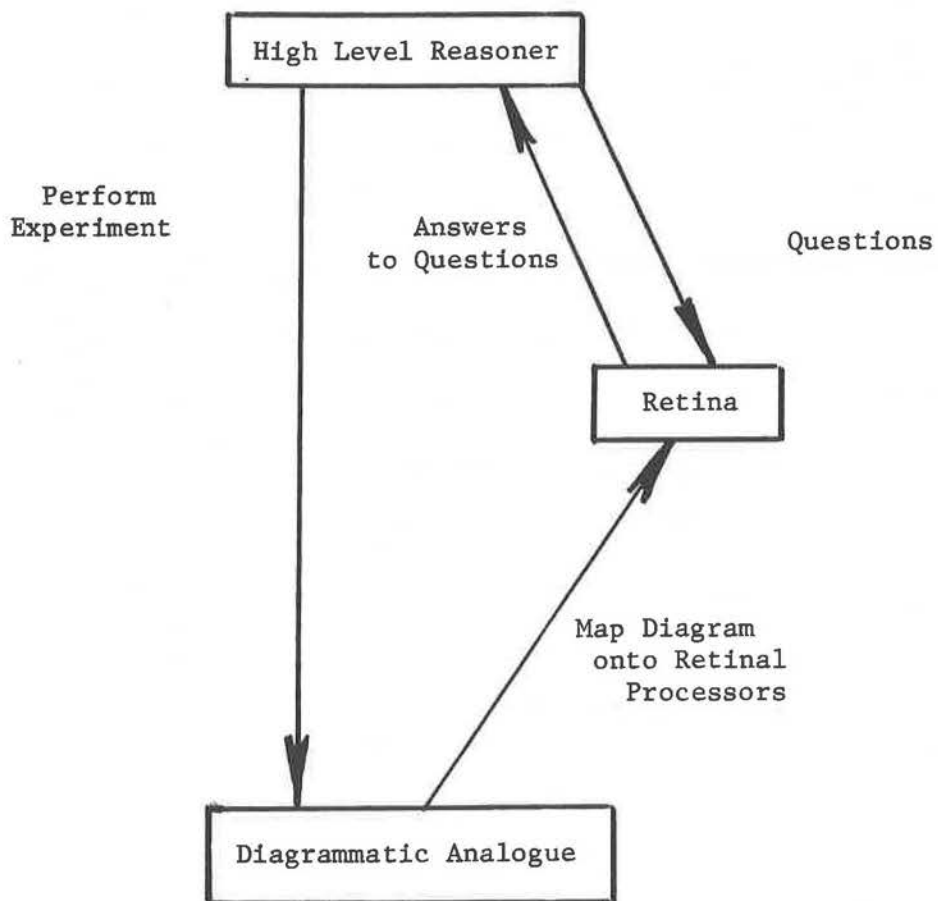 High Level Reasoner
Perform
Experiment
Answers
to Questions
Questions
Retina
Map Diagram
onto Retinal
Processors
Diagrammatic Analogue